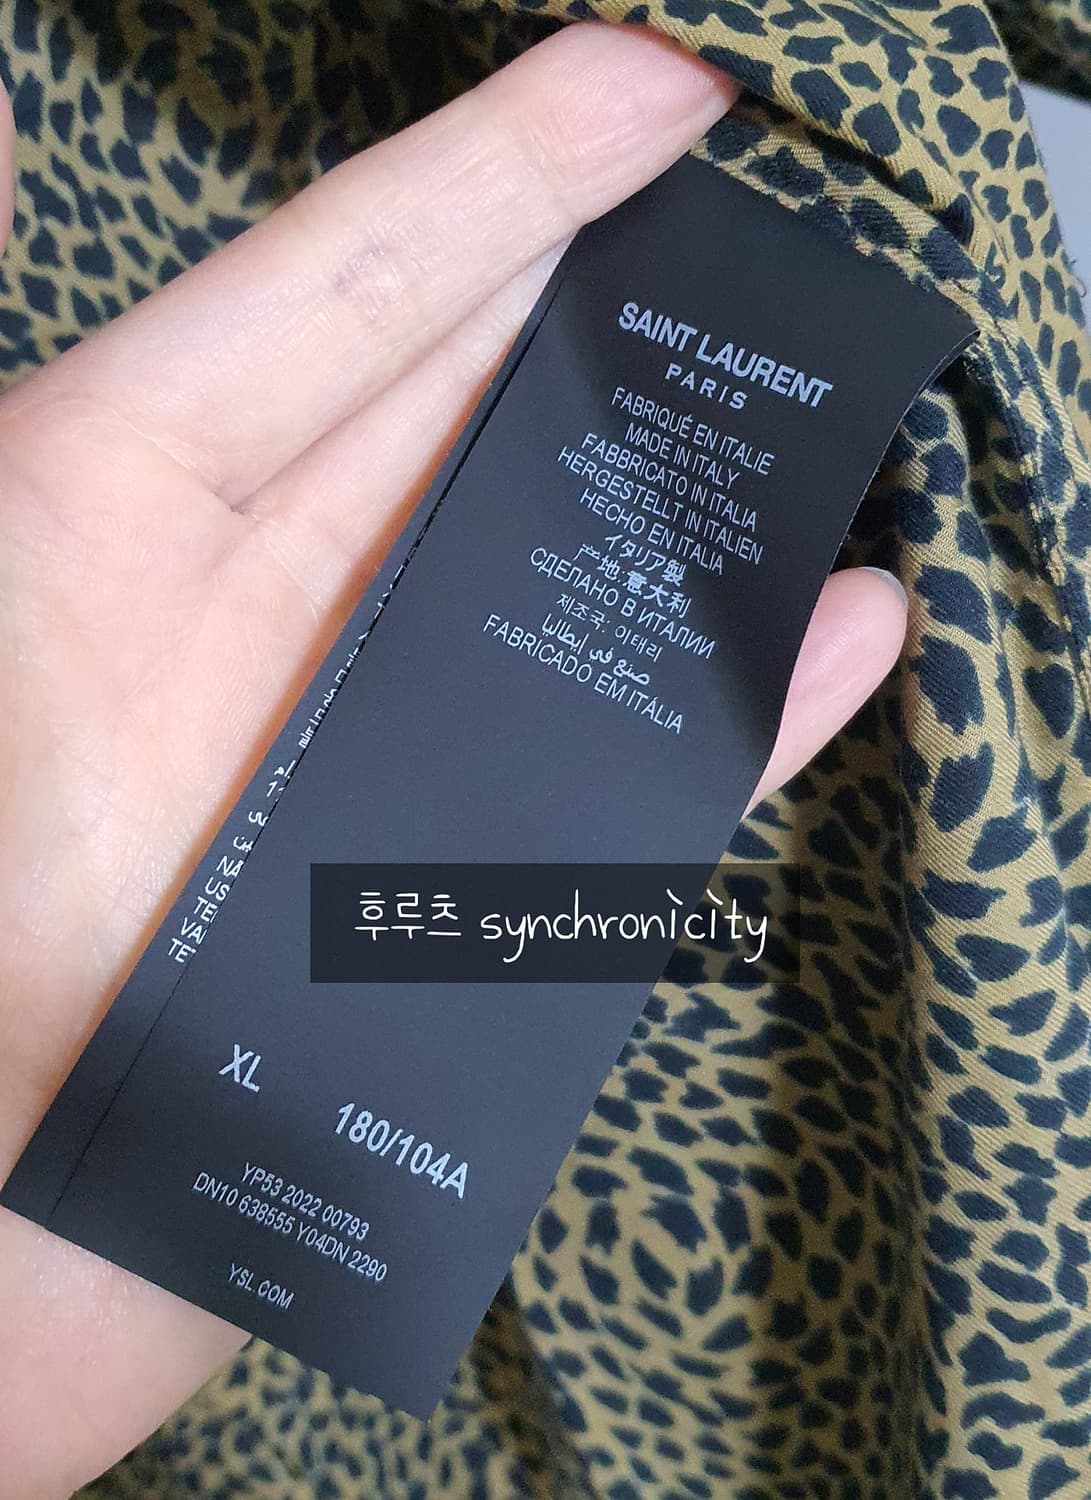 SAINT LAURENT
PARIS
FABRIQUÉ EN ITALIE
MADE IN ITALY
FABBRICATO IN ITALIA
HERGESTELLT IN ITALIEN
HECHO EN ITALIA
イタリア製
产地:意大利
СДЕЛАНО В ИТАЛИИ
제조국: 이태리
صنع في إيطاليا
FABRICADO EM ITÁLIA
후루츠 synchronicity
XL 180/104A
YP53 2022 00793
DN10 638555 Y04DN 2290
YSL.COM